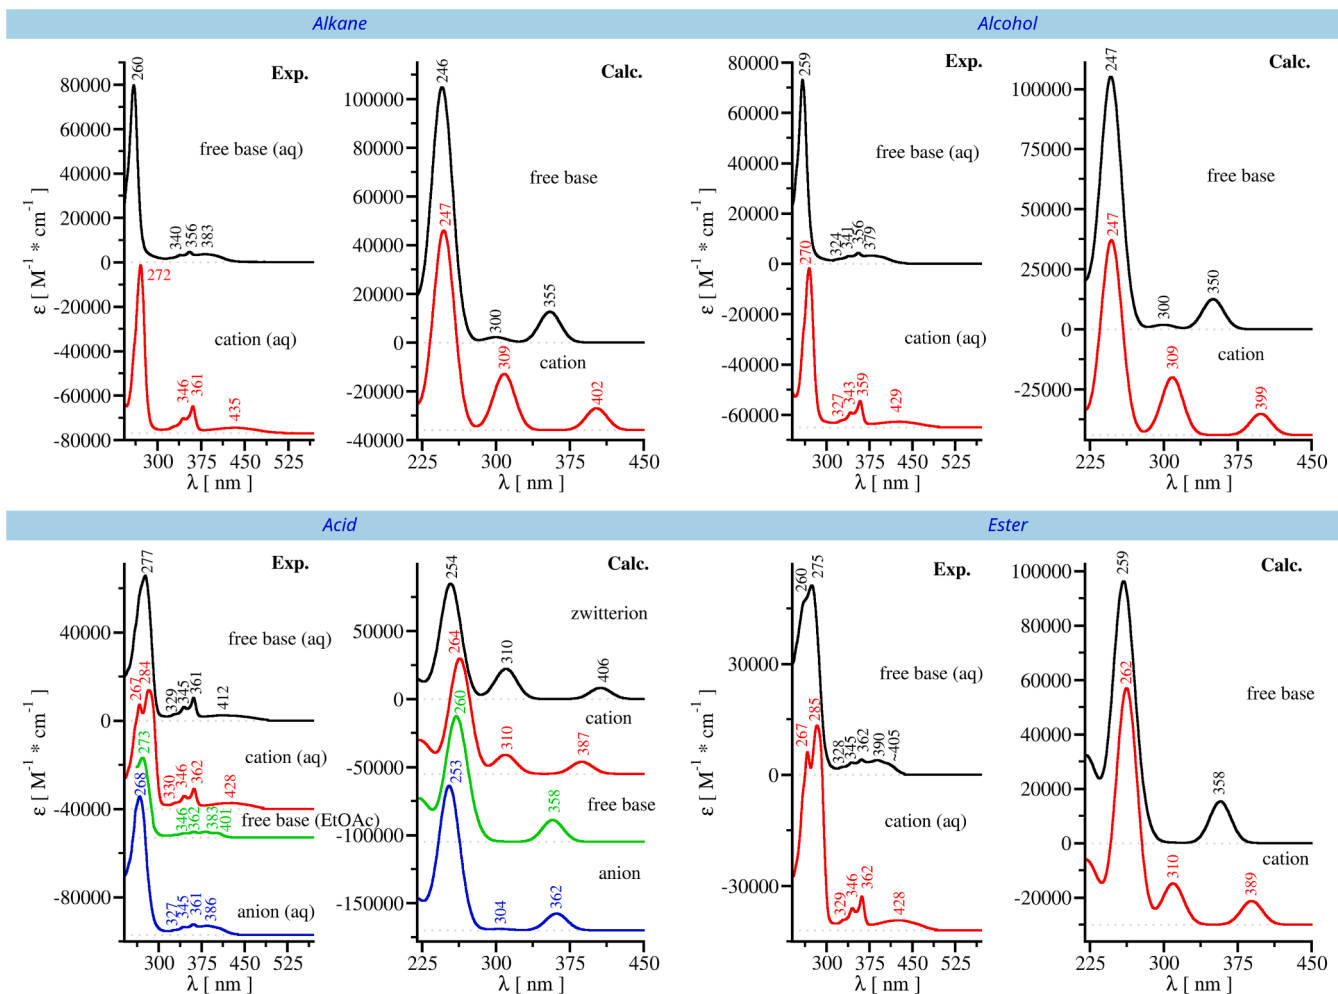 Alkane
Alcohol
Exp.
260
80000
60000
40000
20000
0
-20000
-40000
-60000
-80000
free base (aq)
340
356
383
272
cation (aq)
346
361
435
300 375 450 525
λ [ nm ]
ε [ M-1 * cm-1 ]
Calc.
246
100000
80000
60000
40000
20000
0
-20000
-40000
free base
247
300
355
cation
309
402
225 300 375 450
λ [ nm ]
Exp.
259
80000
60000
40000
20000
0
-20000
-40000
-60000
free base (aq)
324
341
356
379
270
cation (aq)
327
343
359
429
300 375 450 525
λ [ nm ]
ε [ M-1 * cm-1 ]
Calc.
247
100000
75000
50000
25000
0
-25000
free base
247
300
350
cation
309
399
225 300 375 450
λ [ nm ]
Acid
Ester
Exp.
277
40000
0
-40000
-80000
free base (aq)
329
345
361
412
267
284
cation (aq)
330
346
362
428
273
free base (EtOAc)
346
362
383
401
268
anion (aq)
327
345
361
386
300 375 450 525
λ [ nm ]
ε [ M-1 * cm-1 ]
Calc.
254
50000
0
-50000
-100000
-150000
zwitterion
310
406
264
cation
310
387
260
free base
358
253
anion
304
362
225 300 375 450
λ [ nm ]
Exp.
260
275
30000
0
-30000
free base (aq)
328
345
362
390
~405
267
285
cation (aq)
329
346
362
428
300 375 450 525
λ [ nm ]
ε [ M-1 * cm-1 ]
Calc.
259
100000
80000
60000
40000
20000
0
-20000
free base
262
358
cation
310
389
225 300 375 450
λ [ nm ]